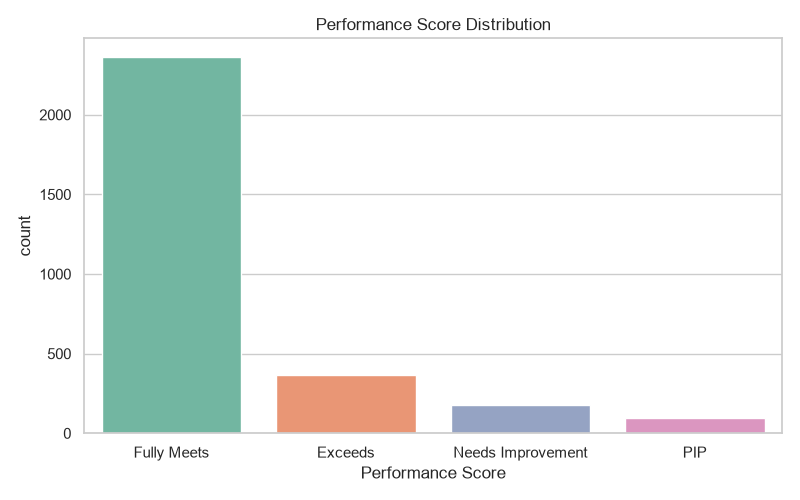 Performance Score Distribution
2000
1500
1000
500
0
count
Fully Meets
Exceeds
Needs Improvement
PIP
Performance Score